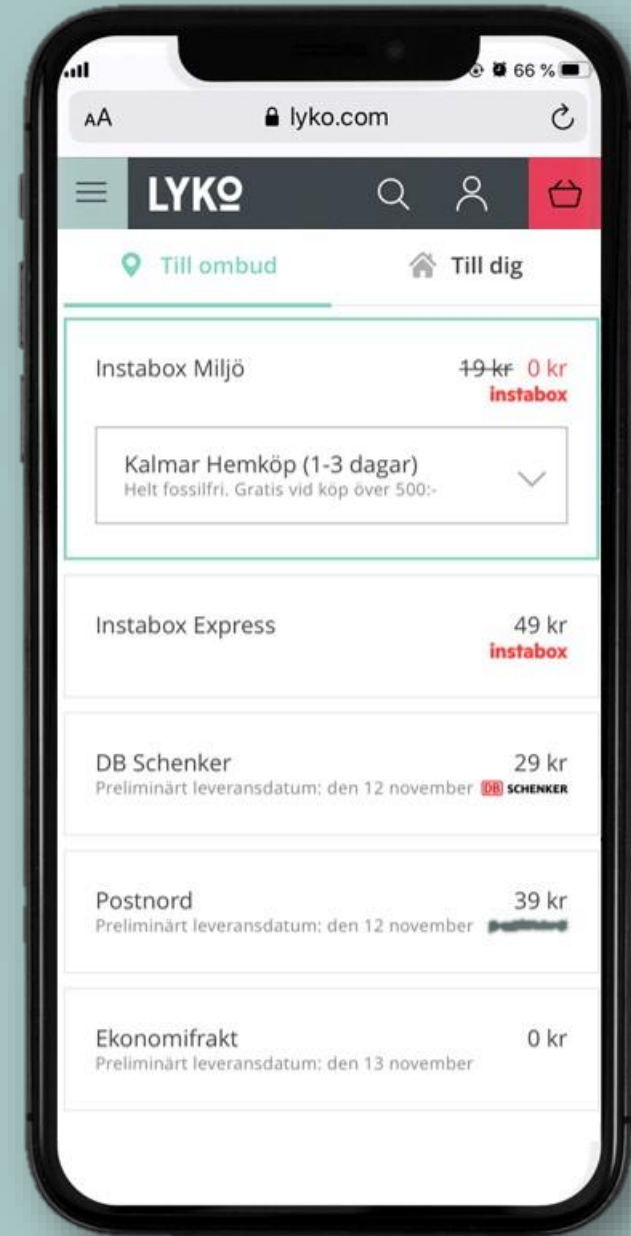 66 %
AA lyko.com
LYKO
Till ombud Till dig
Instabox Miljö 19 kr 0 kr
instabox
Kalmar Hemköp (1-3 dagar)
Helt fossilfri. Gratis vid köp över 500:-
Instabox Express 49 kr
instabox
DB Schenker 29 kr
Preliminärt leveransdatum: den 12 november DB SCHENKER
Postnord 39 kr
Preliminärt leveransdatum: den 12 november
Ekonomifrakt 0 kr
Preliminärt leveransdatum: den 13 november